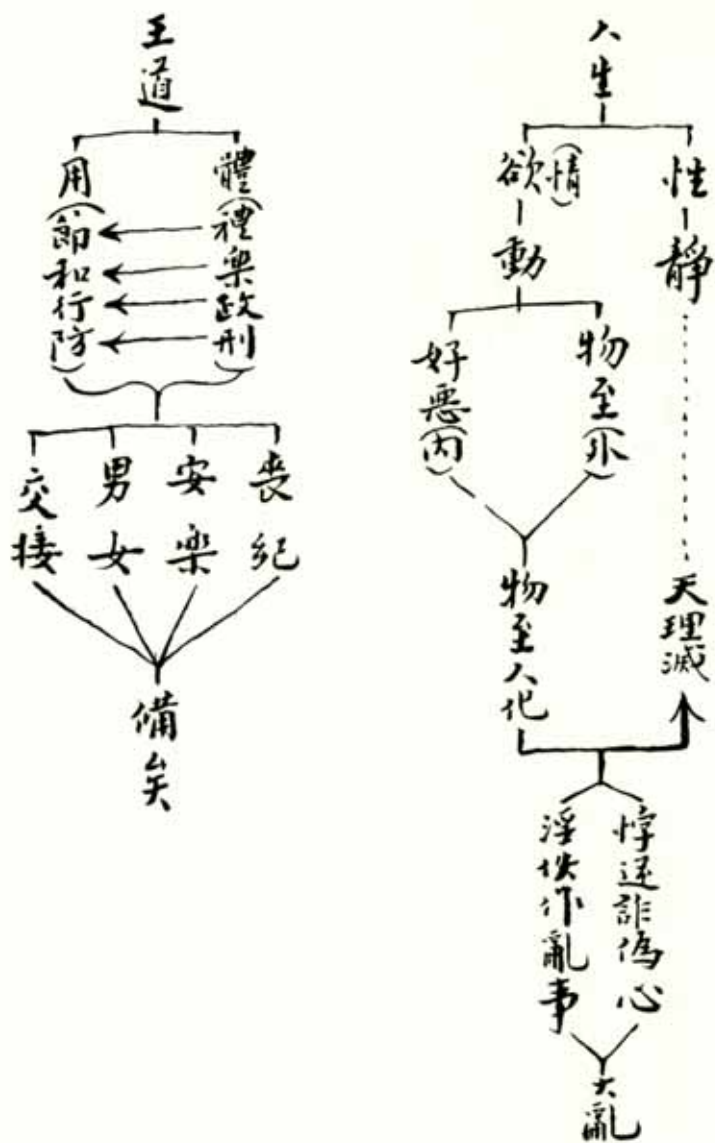 人生
性
靜
欲(情)
動
物至(外)
好惡(內)
物至人化
天理滅
悖逆詐偽心
淫佚作亂事
大亂
王道
體(禮樂政刑)
用(節和行防)
喪紀
安樂
男女
交接
備矣